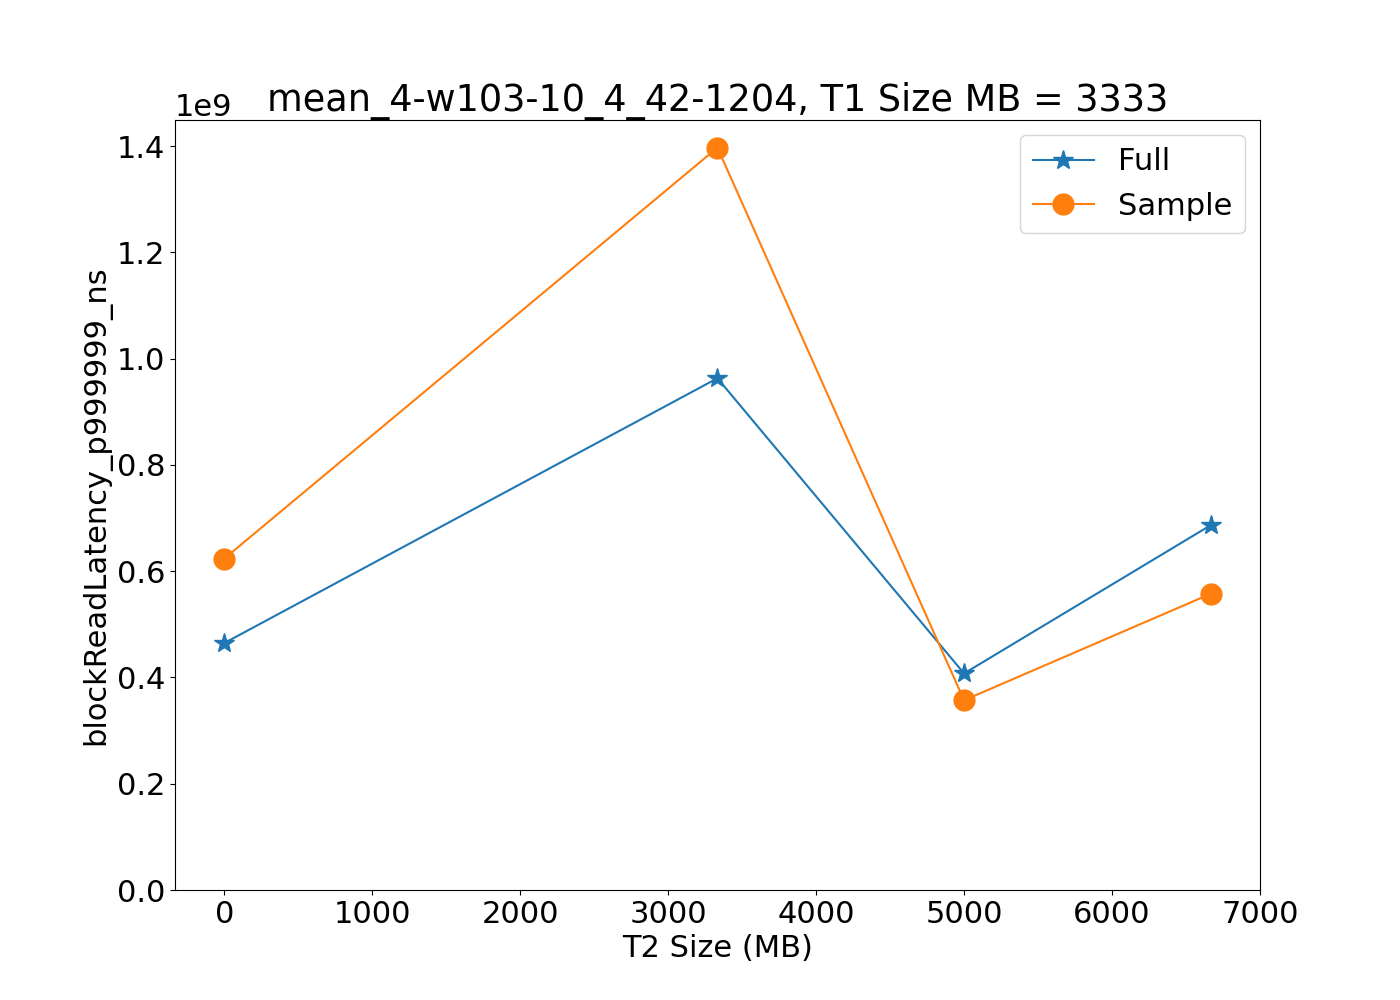 1e9
mean_4-w103-10_4_42-1204, T1 Size MB = 3333
Full
Sample
blockReadLatency_p999999_ns
1.4
1.2
1.0
0.8
0.6
0.4
0.2
0.0
0 1000 2000 3000 4000 5000 6000 7000
T2 Size (MB)